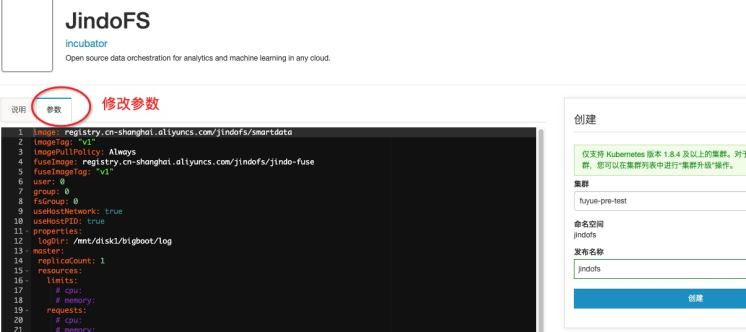 JindoFS
incubator
Open source data orchestration for analytics and machine learning in any cloud.
说明
参数
修改参数
1 image: registry.cn-shanghai.aliyuncs.com/jindofs/smartdata
2 imageTag: "v1"
3 imagePullPolicy: Always
4 fuseImage: registry.cn-shanghai.aliyuncs.com/jindofs/jindo-fuse
5 fuseImageTag: "v1"
6 user: 0
7 group: 0
8 fsGroup: 0
9 useHostNetwork: true
10 useHostPID: true
11 properties:
12 logDir: /mnt/disk1/bigboot/log
13 master:
14 replicaCount: 1
15 resources:
16 limits:
17 # cpu:
18 # memory:
19 requests:
20 # cpu:
21 # memory:
创建
仅支持 Kubernetes 版本 1.8.4 及以上的集群。对于
群，您可以在集群列表中进行“集群升级”操作。
集群
fuyue-pre-test
命名空间
jindofs
发布名称
jindofs
创建